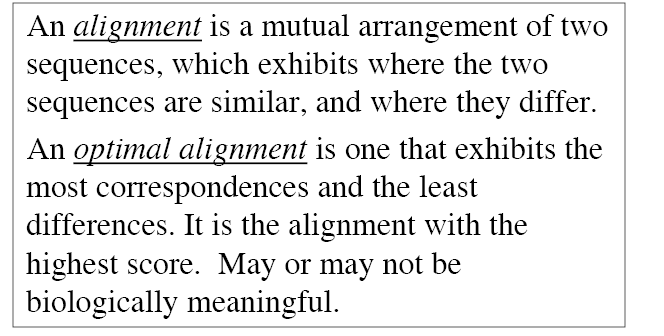 An alignment is a mutual arrangement of two
sequences, which exhibits where the two
sequences are similar, and where they differ.
An optimal alignment is one that exhibits the
most correspondences and the least
differences. It is the alignment with the
highest score.  May or may not be
biologically meaningful.